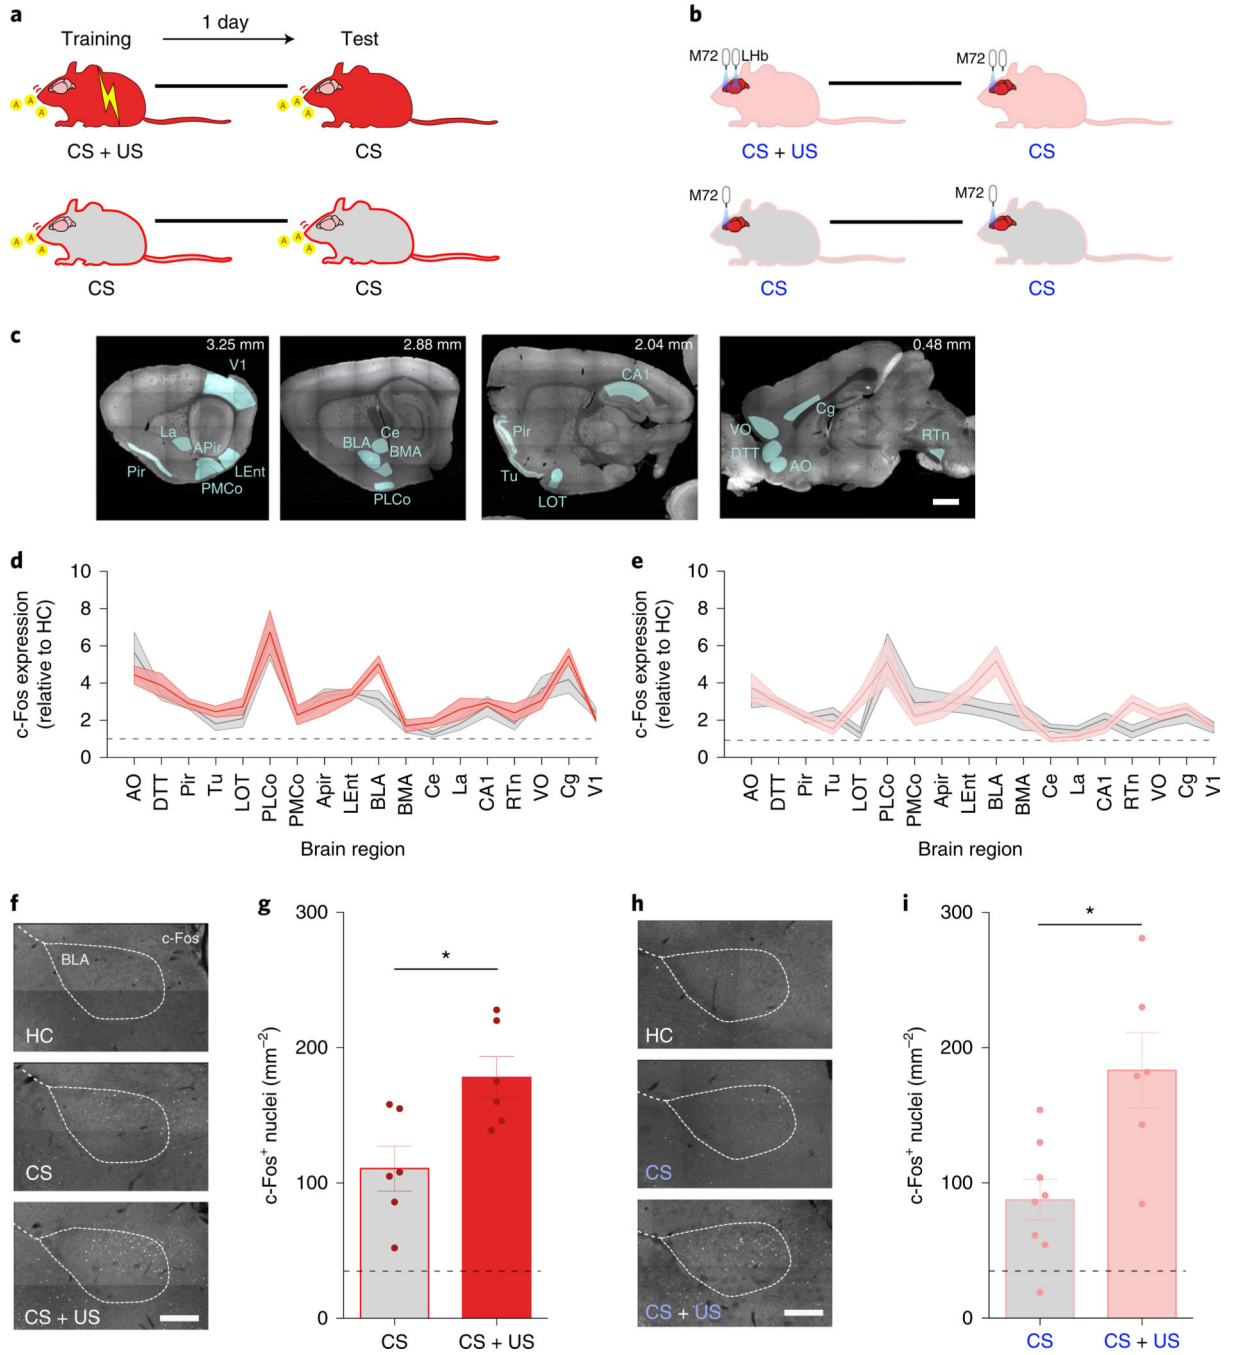 a
1 day
Training
Test
A
A
A
A
A
A
CS + US
CS
A
A
A
A
A
A
CS
CS
b
M72
LHb
M72
CS + US
CS
M72
M72
CS
CS
c
3.25 mm
V1
La
APir
Pir
LEnt
PMCo
2.88 mm
Ce
BLA
BMA
PLCo
2.04 mm
CA1
Pir
Tu
LOT
0.48 mm
Cg
VO
RTn
DTT
AO
d
c-Fos expression
(relative to HC)
10
8
6
4
2
0
AO
DTT
Pir
Tu
LOT
PLCo
PMCo
Apir
LEnt
BLA
BMA
Ce
La
CA1
RTn
VO
Cg
V1
Brain region
e
c-Fos expression
(relative to HC)
10
8
6
4
2
0
AO
DTT
Pir
Tu
LOT
PLCo
PMCo
Apir
LEnt
BLA
BMA
Ce
La
CA1
RTn
VO
Cg
V1
Brain region
f
c-Fos
BLA
HC
CS
CS + US
g
c-Fos⁺ nuclei (mm⁻²)
300
200
100
0
*
CS
CS + US
h
HC
CS
CS + US
i
c-Fos⁺ nuclei (mm⁻²)
300
200
100
0
*
CS
CS + US